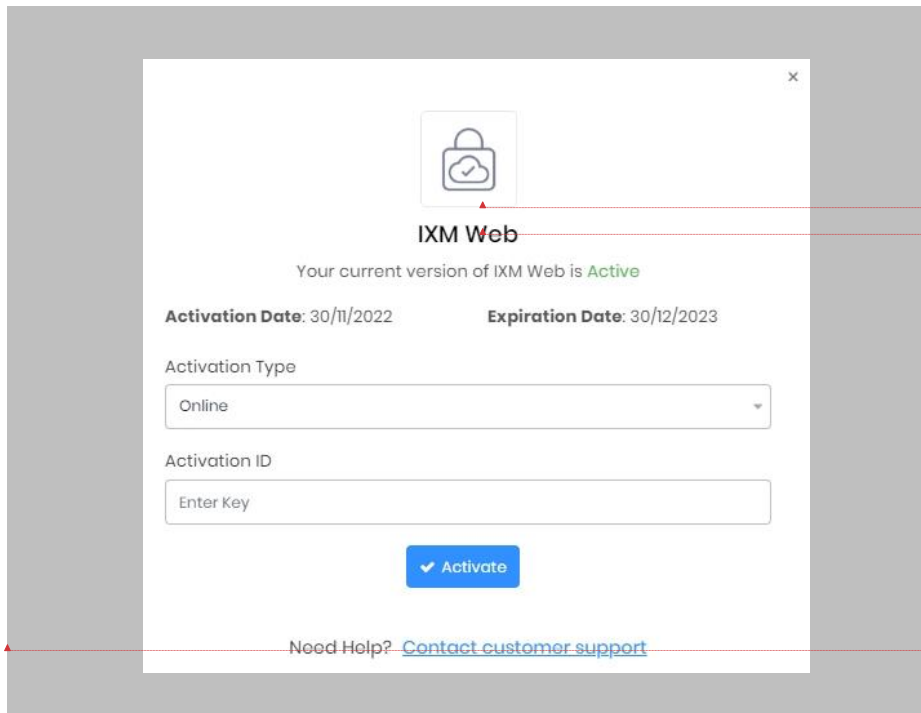 ×
IXM Web
Your current version of IXM Web is Active
Activation Date: 30/11/2022 Expiration Date: 30/12/2023
Activation Type
Online
Activation ID
Enter Key
Activate
Need Help? Contact customer support